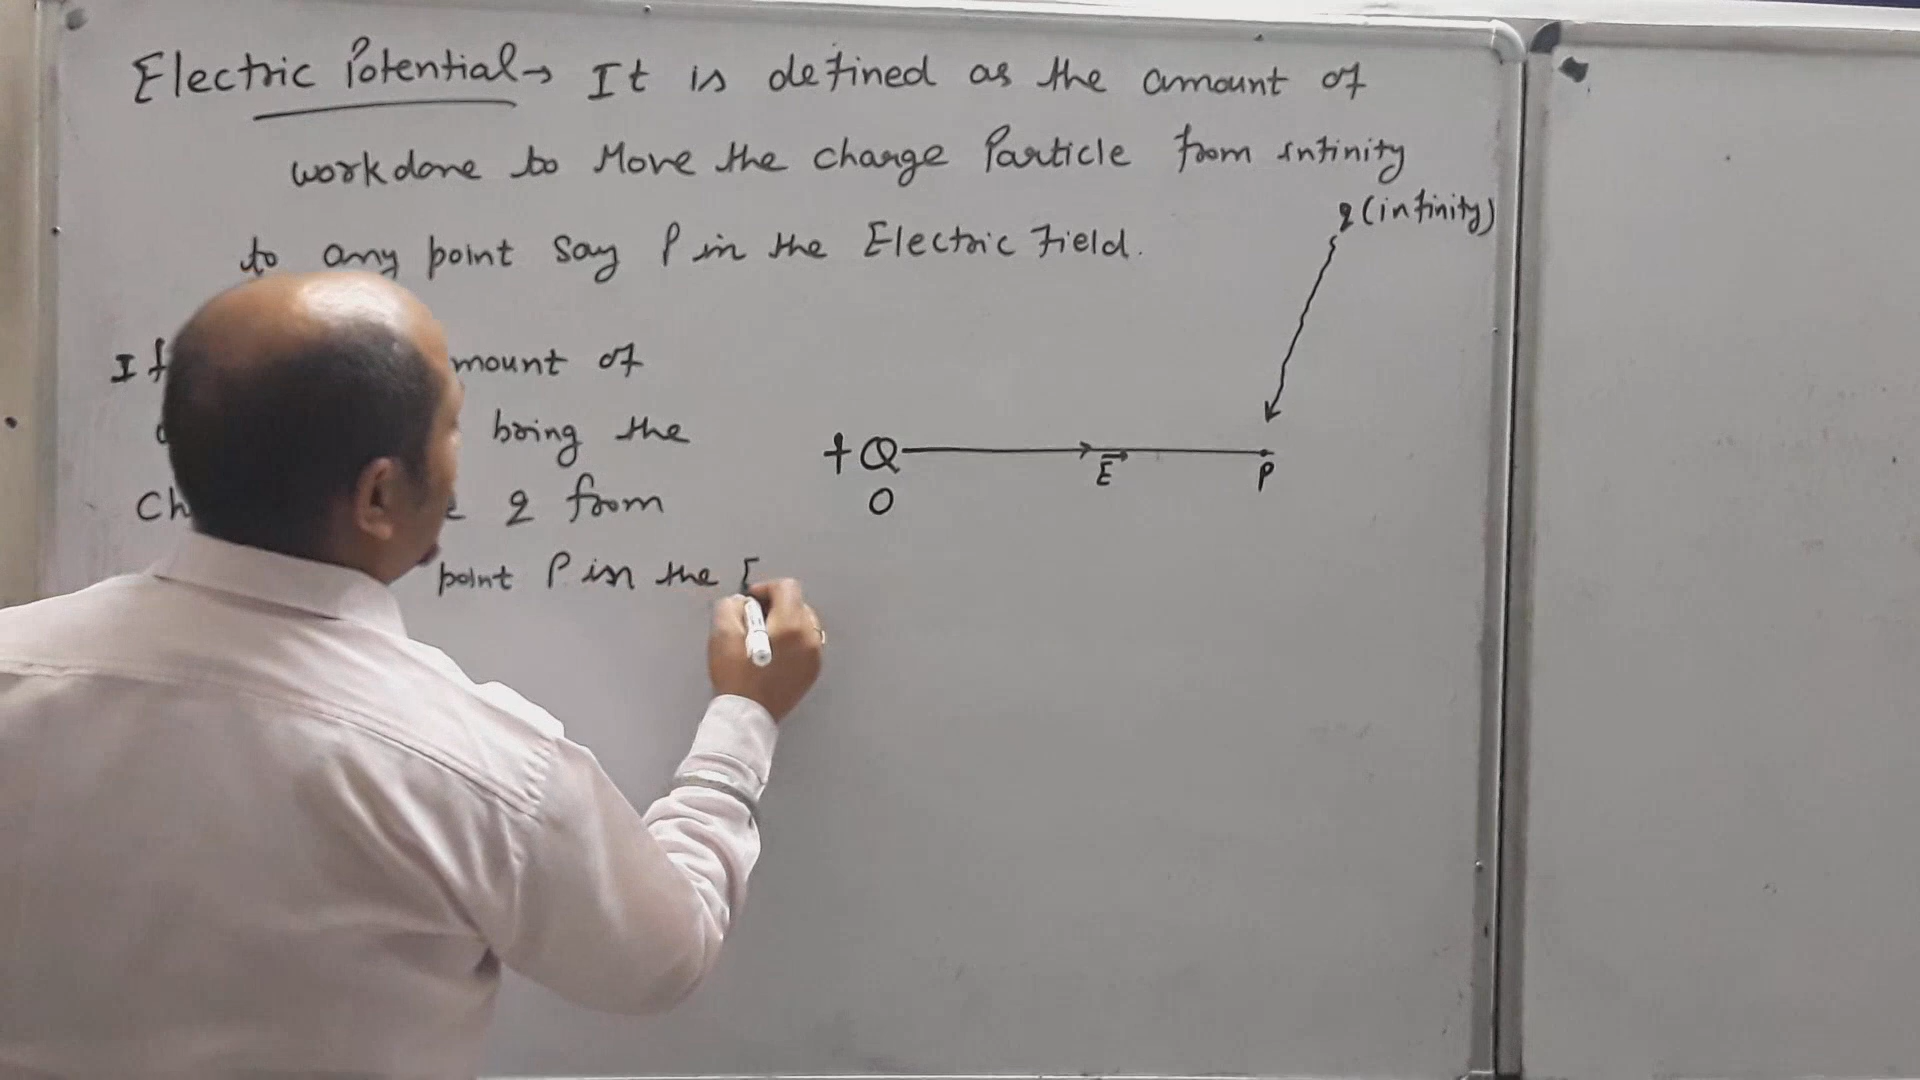 Electric Potential → It is defined as the amount of
workdone to Move the charge Particle from infinity
to any point say P in the Electric Field.
q (infinity)
If mount of
bring the
Ch q from
point P in the
+Q E P
O